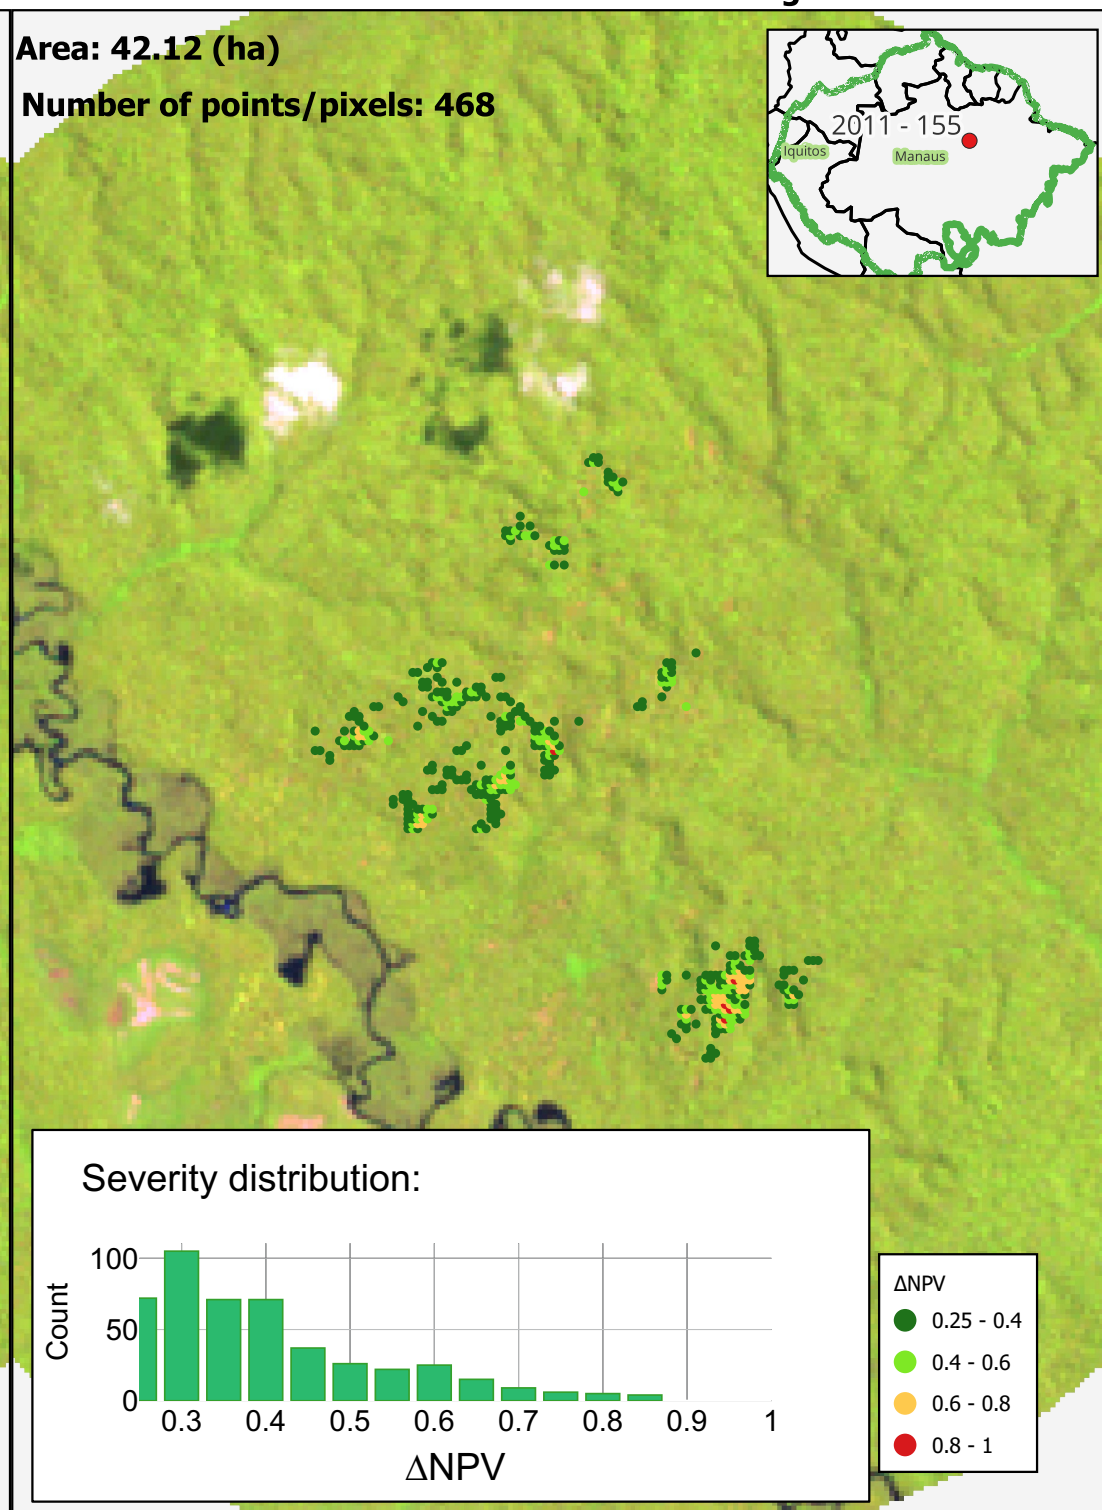 Area: 42.12 (ha)
Number of points/pixels: 468
2011 - 155
Iquitos
Manaus
Severity distribution:
100
50
0
Count
0.3 0.4 0.5 0.6 0.7 0.8 0.9 1
ΔNPV
ΔNPV
0.25 - 0.4
0.4 - 0.6
0.6 - 0.8
0.8 - 1